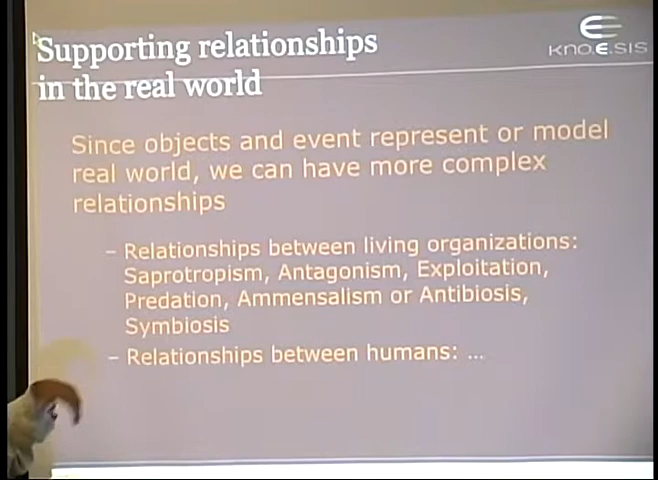 Supporting relationships
in the real world
KNO.E.SIS
Since objects and event represent or model
real world, we can have more complex
relationships
– Relationships between living organizations:
Saprotropism, Antagonism, Exploitation,
Predation, Ammensalism or Antibiosis,
Symbiosis
– Relationships between humans: ...